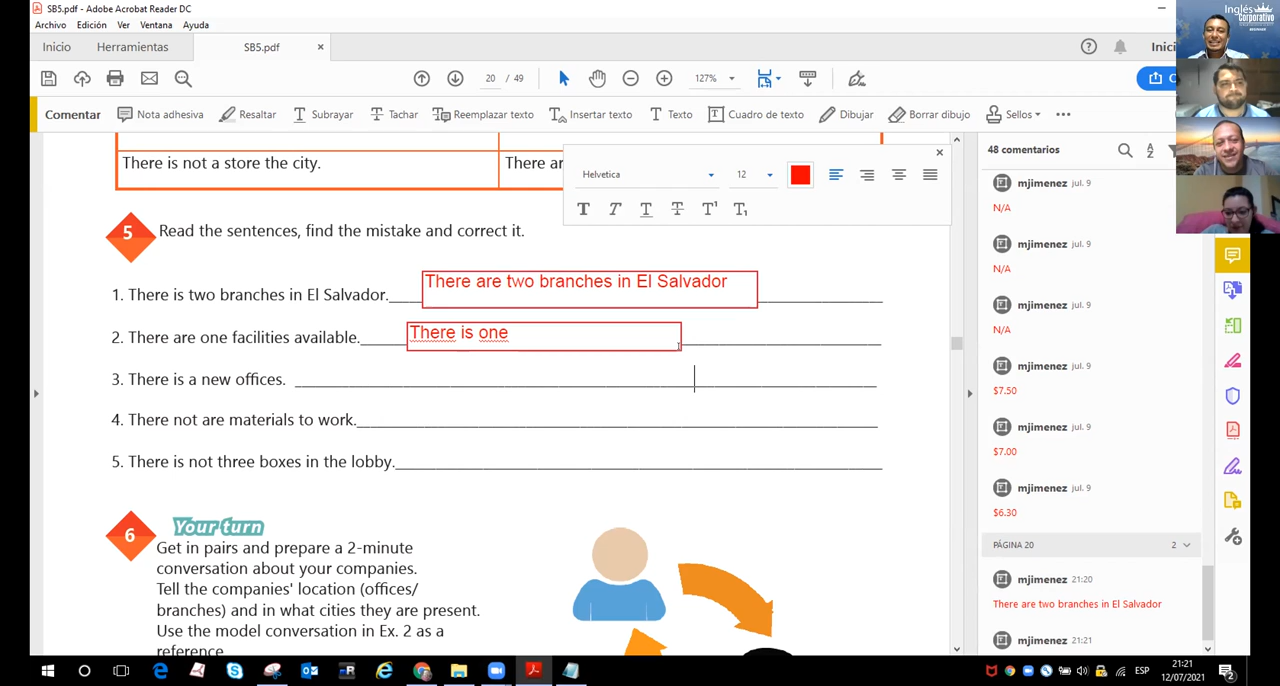 SB5.pdf - Adobe Acrobat Reader DC
Archivo Edición Ver Ventana Ayuda
Inicio Herramientas SB5.pdf × Inici
20 / 49 127%
Comentar Nota adhesiva Resaltar Subrayar Tachar Reemplazar texto Insertar texto Texto Cuadro de texto Dibujar Borrar dibujo Sellos
There is not a store the city. There ar
Helvetica 12
5 Read the sentences, find the mistake and correct it.
1. There is two branches in El Salvador. There are two branches in El Salvador
2. There are one facilities available. There is one
3. There is a new offices.
4. There not are materials to work.
5. There is not three boxes in the lobby.
6 Your turn
Get in pairs and prepare a 2-minute
conversation about your companies.
Tell the companies' location (offices/
branches) and in what cities they are present.
Use the model conversation in Ex. 2 as a
reference
48 comentarios
mjimenez jul. 9
N/A
mjimenez jul. 9
N/A
mjimenez jul. 9
N/A
mjimenez jul. 9
$7.50
mjimenez jul. 9
$7.00
mjimenez jul. 9
$6.30
PÁGINA 20 2
mjimenez 21:20
There are two branches in El Salvador
mjimenez 21:21
Inglés
Corporativo
ESP
21:21
12/07/2021
2